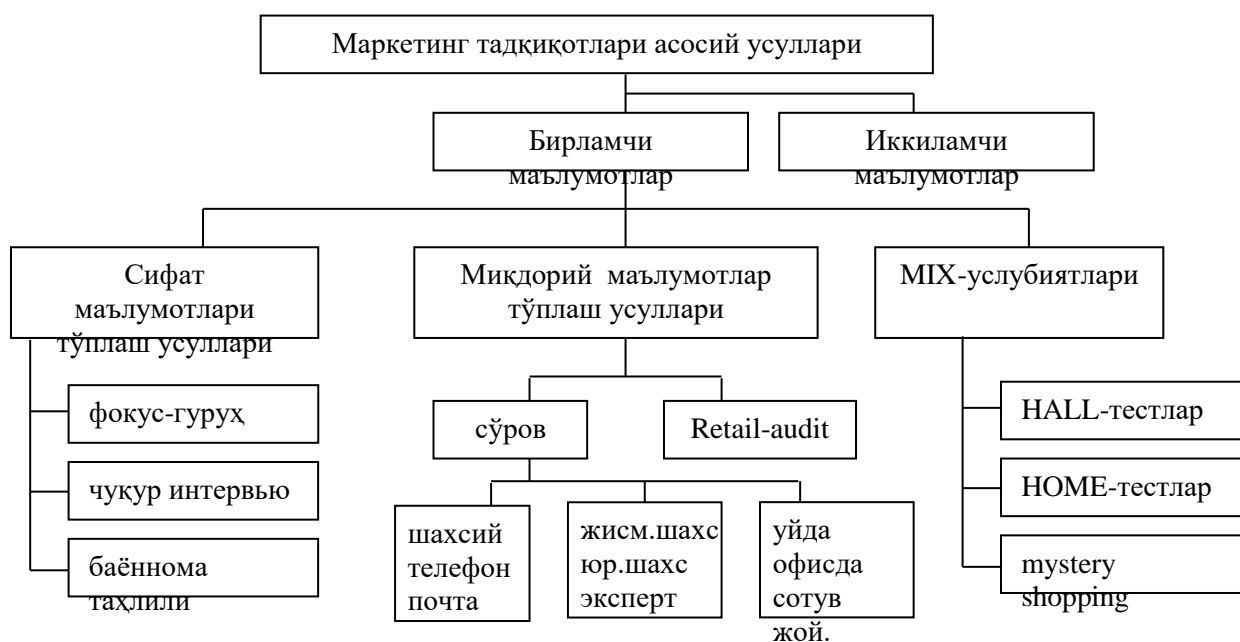 Маркетинг тадқиқотлари асосий усуллари
Бирламчи
маълумотлар
Иккиламчи
маълумотлар
Сифат
маълумотлари
тўплаш усуллари
Миқдорий маълумотлар
тўплаш усуллари
MIX-услубиятлари
фокус-гуруҳ
чуқур интервью
баённома
таҳлили
сўров
Retail-audit
шахсий
телефон
почта
жисм.шахс
юр.шахс
эксперт
уйда
офисда
сотув
жой.
HALL-тестлар
HOME-тестлар
mystery
shopping